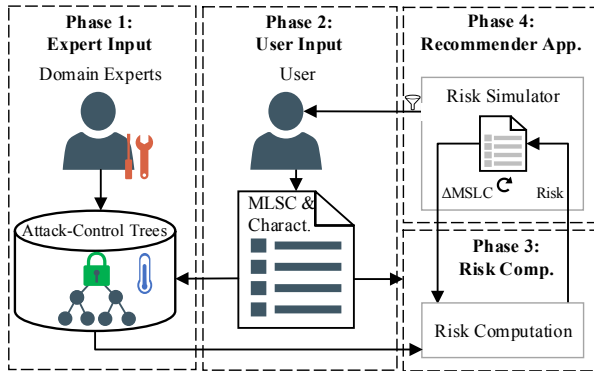 Phase 1:
Expert Input
Domain Experts
Attack-Control Trees
Phase 2:
User Input
User
MLSC &
Charact.
Phase 4:
Recommender App.
Risk Simulator
ΔMSLC
Risk
Phase 3:
Risk Comp.
Risk Computation